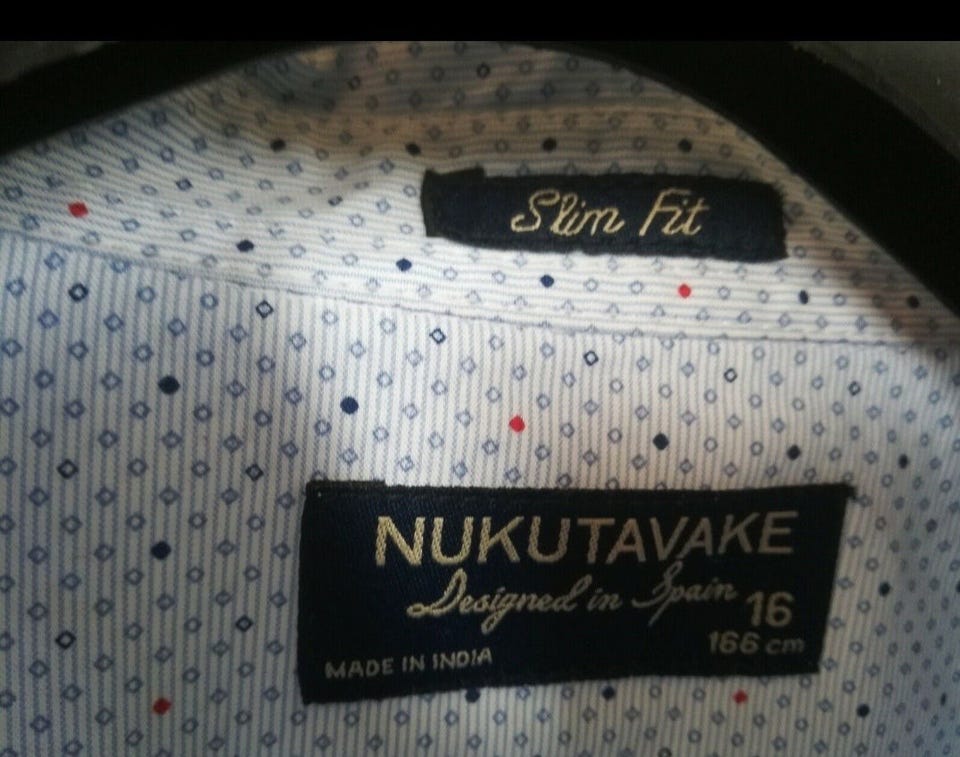 Slim Fit
NUKUTAVAKE
Designed in Spain
16
166 cm
MADE IN INDIA